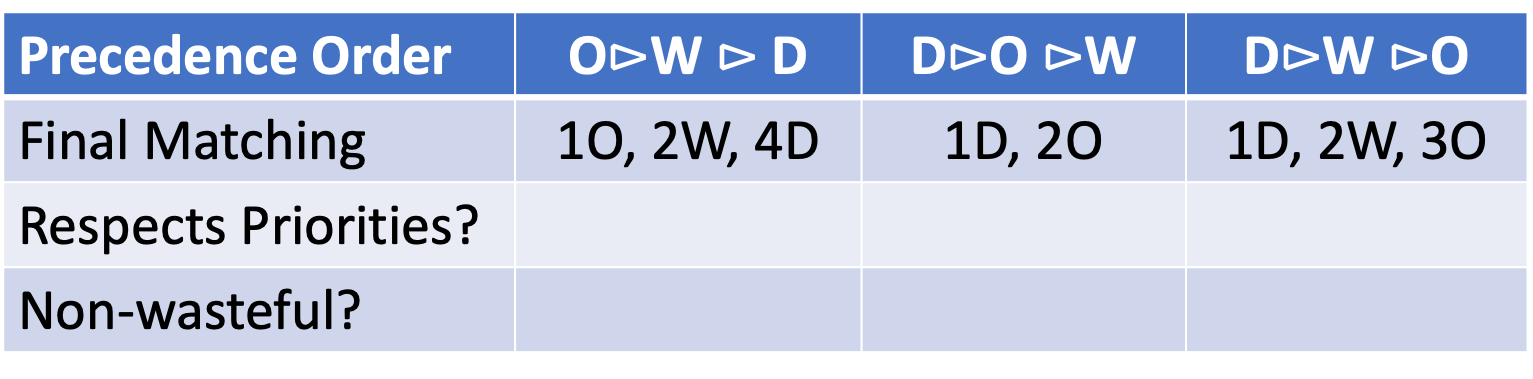 Precedence Order O⊳W ⊳ D D⊳O ⊳W D⊳W ⊳O
Final Matching 1O, 2W, 4D 1D, 2O 1D, 2W, 3O
Respects Priorities?
Non-wasteful?